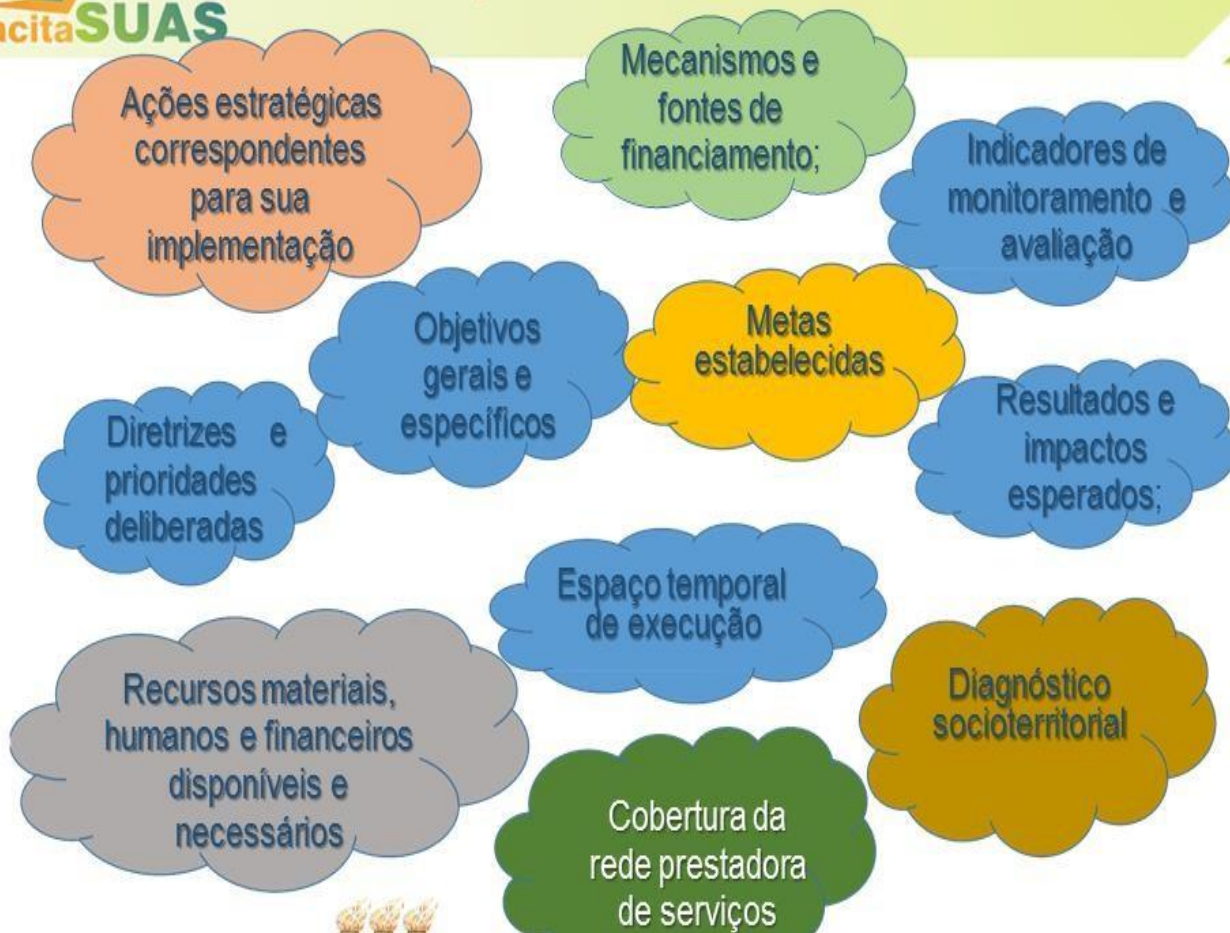 acitaSUAS
Ações estratégicas
correspondentes
para sua
implementação
Mecanismos e
fontes de
financiamento;
Indicadores de
monitoramento e
avaliação
Objetivos
gerais e
específicos
Metas
estabelecidas
Diretrizes e
prioridades
deliberadas
Resultados e
impactos
esperados;
Espaço temporal
de execução
Recursos materiais,
humanos e financeiros
disponíveis e
necessários
Diagnóstico
socioterritorial
Cobertura da
rede prestadora
de serviços